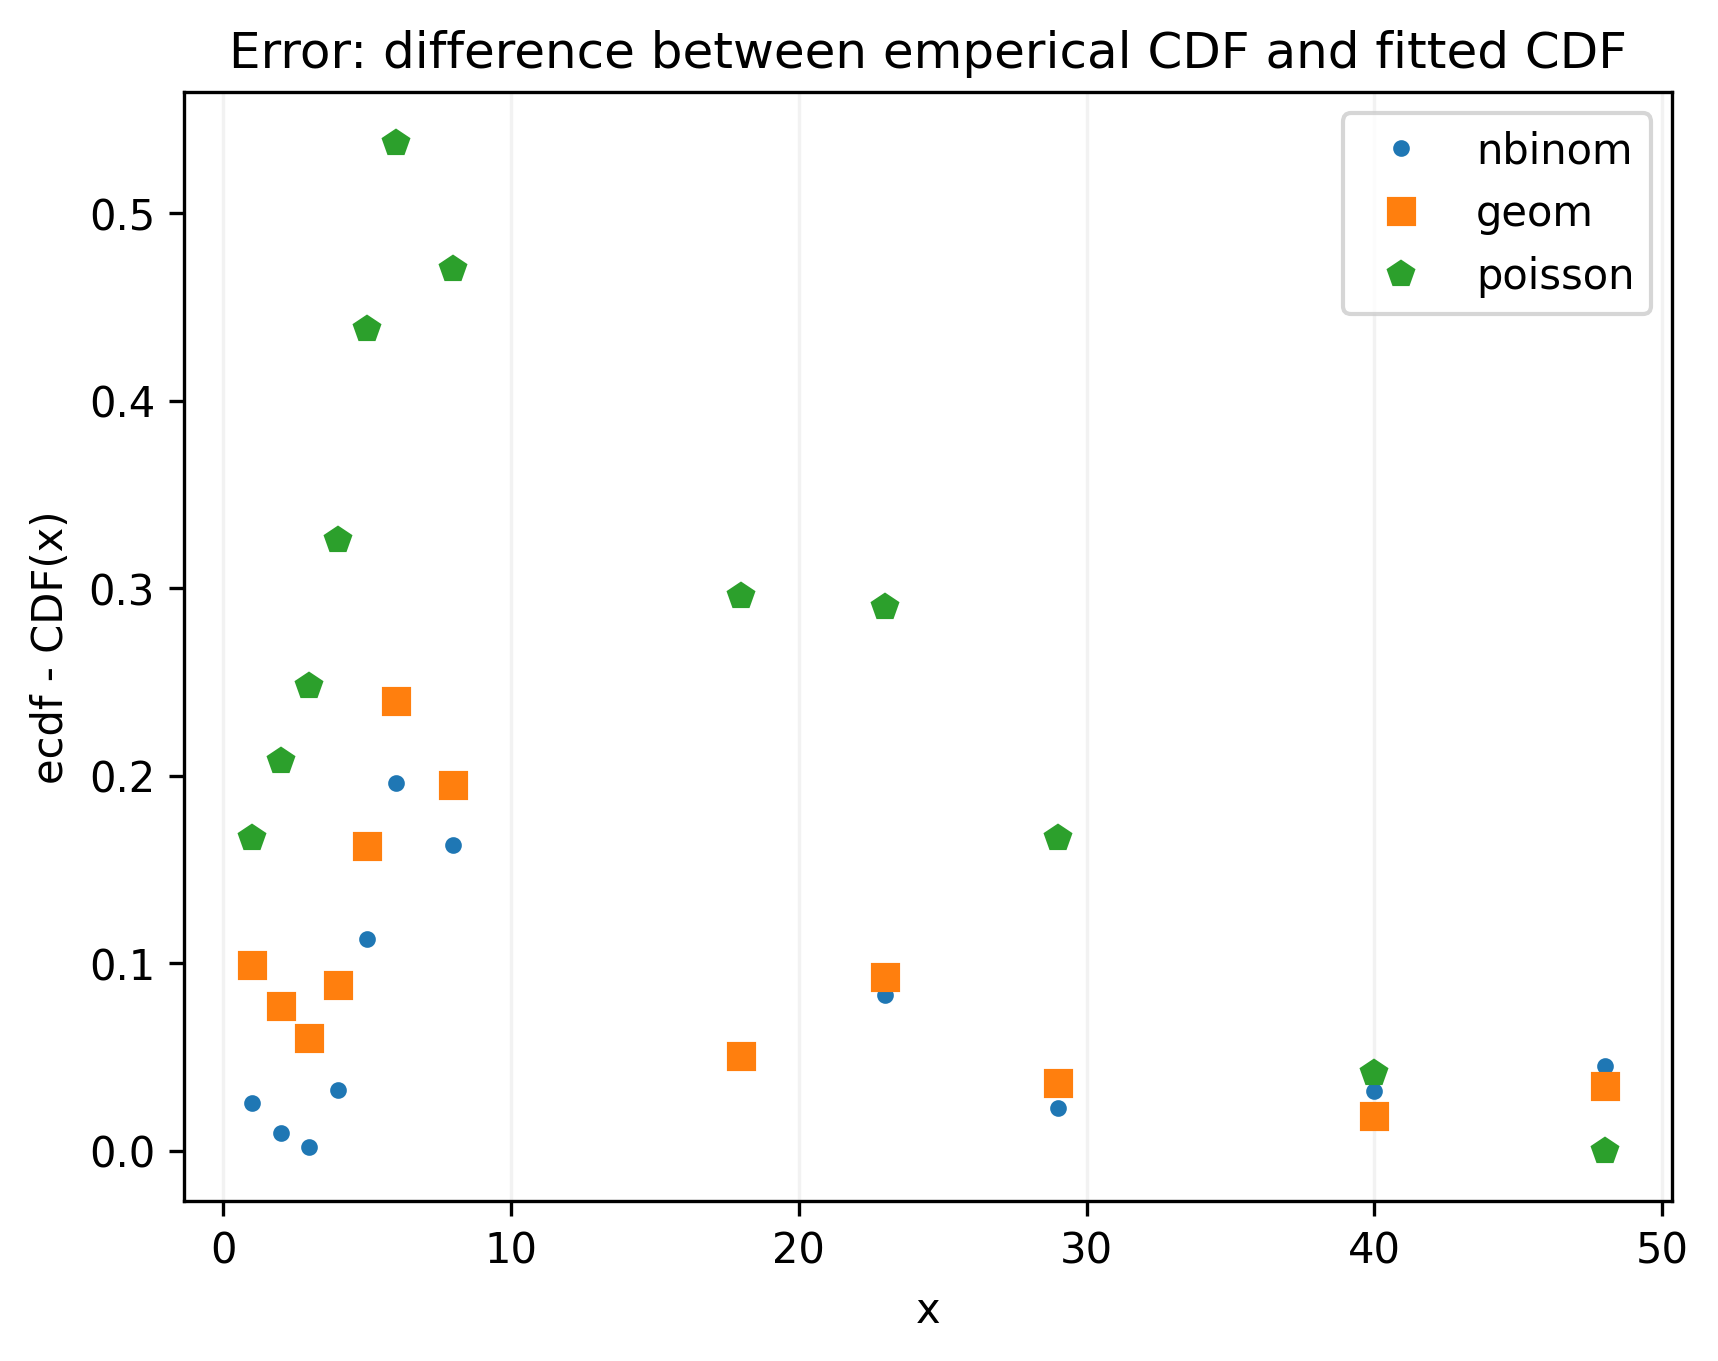 Error: difference between emperical CDF and fitted CDF
nbinom
geom
poisson
0.5
0.4
0.3
0.2
0.1
0.0
ecdf - CDF(x)
0 10 20 30 40 50
x